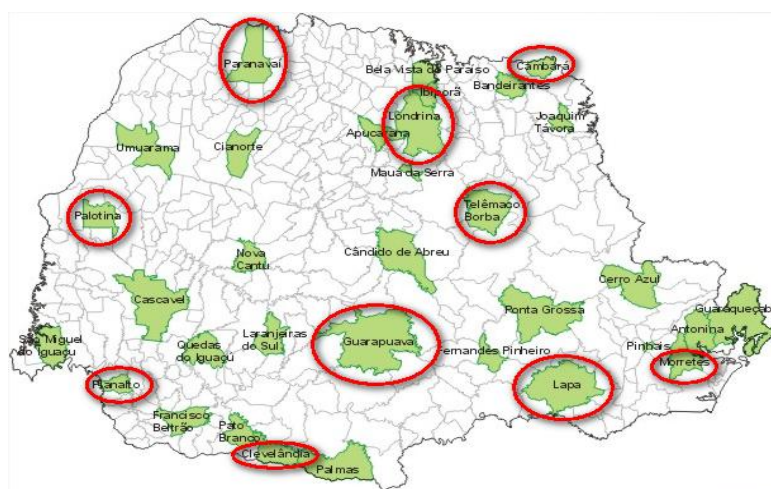 Paranavaí
Cambará
Bela Vista do Paraíso
Bandeirantes
Ibiporã
Londrina
Joaquim
Távora
Apucarana
Umuarama
Cianorte
Mauá da Serra
Palotina
Telêmaco
Borba
Nova
Cantu
Cândido de Abreu
Cerro Azul
Cascavel
Ponta Grossa
Guaraqueçab
Antonina
São Miguel
do Iguaçu
Quedas
do Iguaçu
Laranjeiras
do Sul
Guarapuava
Fernandes Pinheiro
Pinhais
Morretes
Planalto
Lapa
Francisco
Beltrão
Pato
Branco
Clevelândia
Palmas